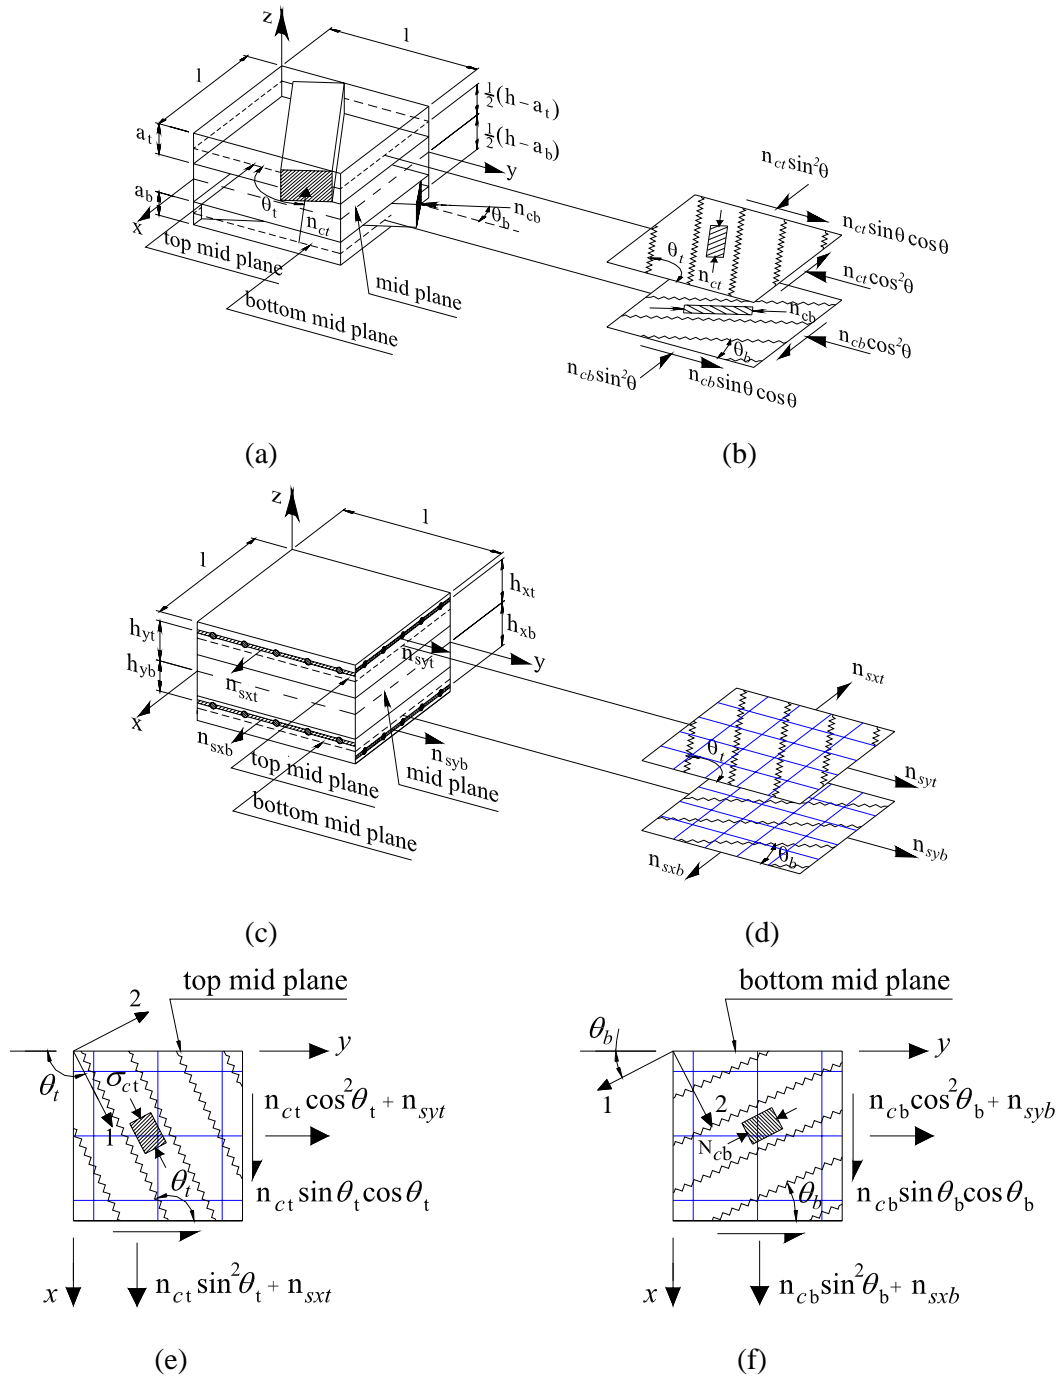 z
l
l
½(h − a_t)
½(h − a_b)
a_t
a_b
y
x
θ_t
n_ct
n_cb
θ_b
top mid plane
mid plane
bottom mid plane
n_ct sin²θ
n_ct sinθ cosθ
n_ct cos²θ
θ_t
n_ct
n_cb
θ_b
n_cb cos²θ
n_cb sin²θ
n_cb sinθ cosθ
(a)
(b)
z
l
l
h_xt
h_xb
h_yt
h_yb
n_syt
y
n_sxt
x
n_sxb
n_syb
top mid plane
mid plane
bottom mid plane
n_sxt
θ_t
n_syt
n_syb
θ_b
n_sxb
(c)
(d)
top mid plane
2
y
θ_t
σ_ct
1
n_ct cos²θ_t + n_syt
θ_t
n_ct sinθ_t cosθ_t
x
n_ct sin²θ_t + n_sxt
bottom mid plane
θ_b
y
1
2
n_cb cos²θ_b + n_syb
N_cb
θ_b
n_cb sinθ_b cosθ_b
x
n_cb sin²θ_b + n_sxb
(e)
(f)